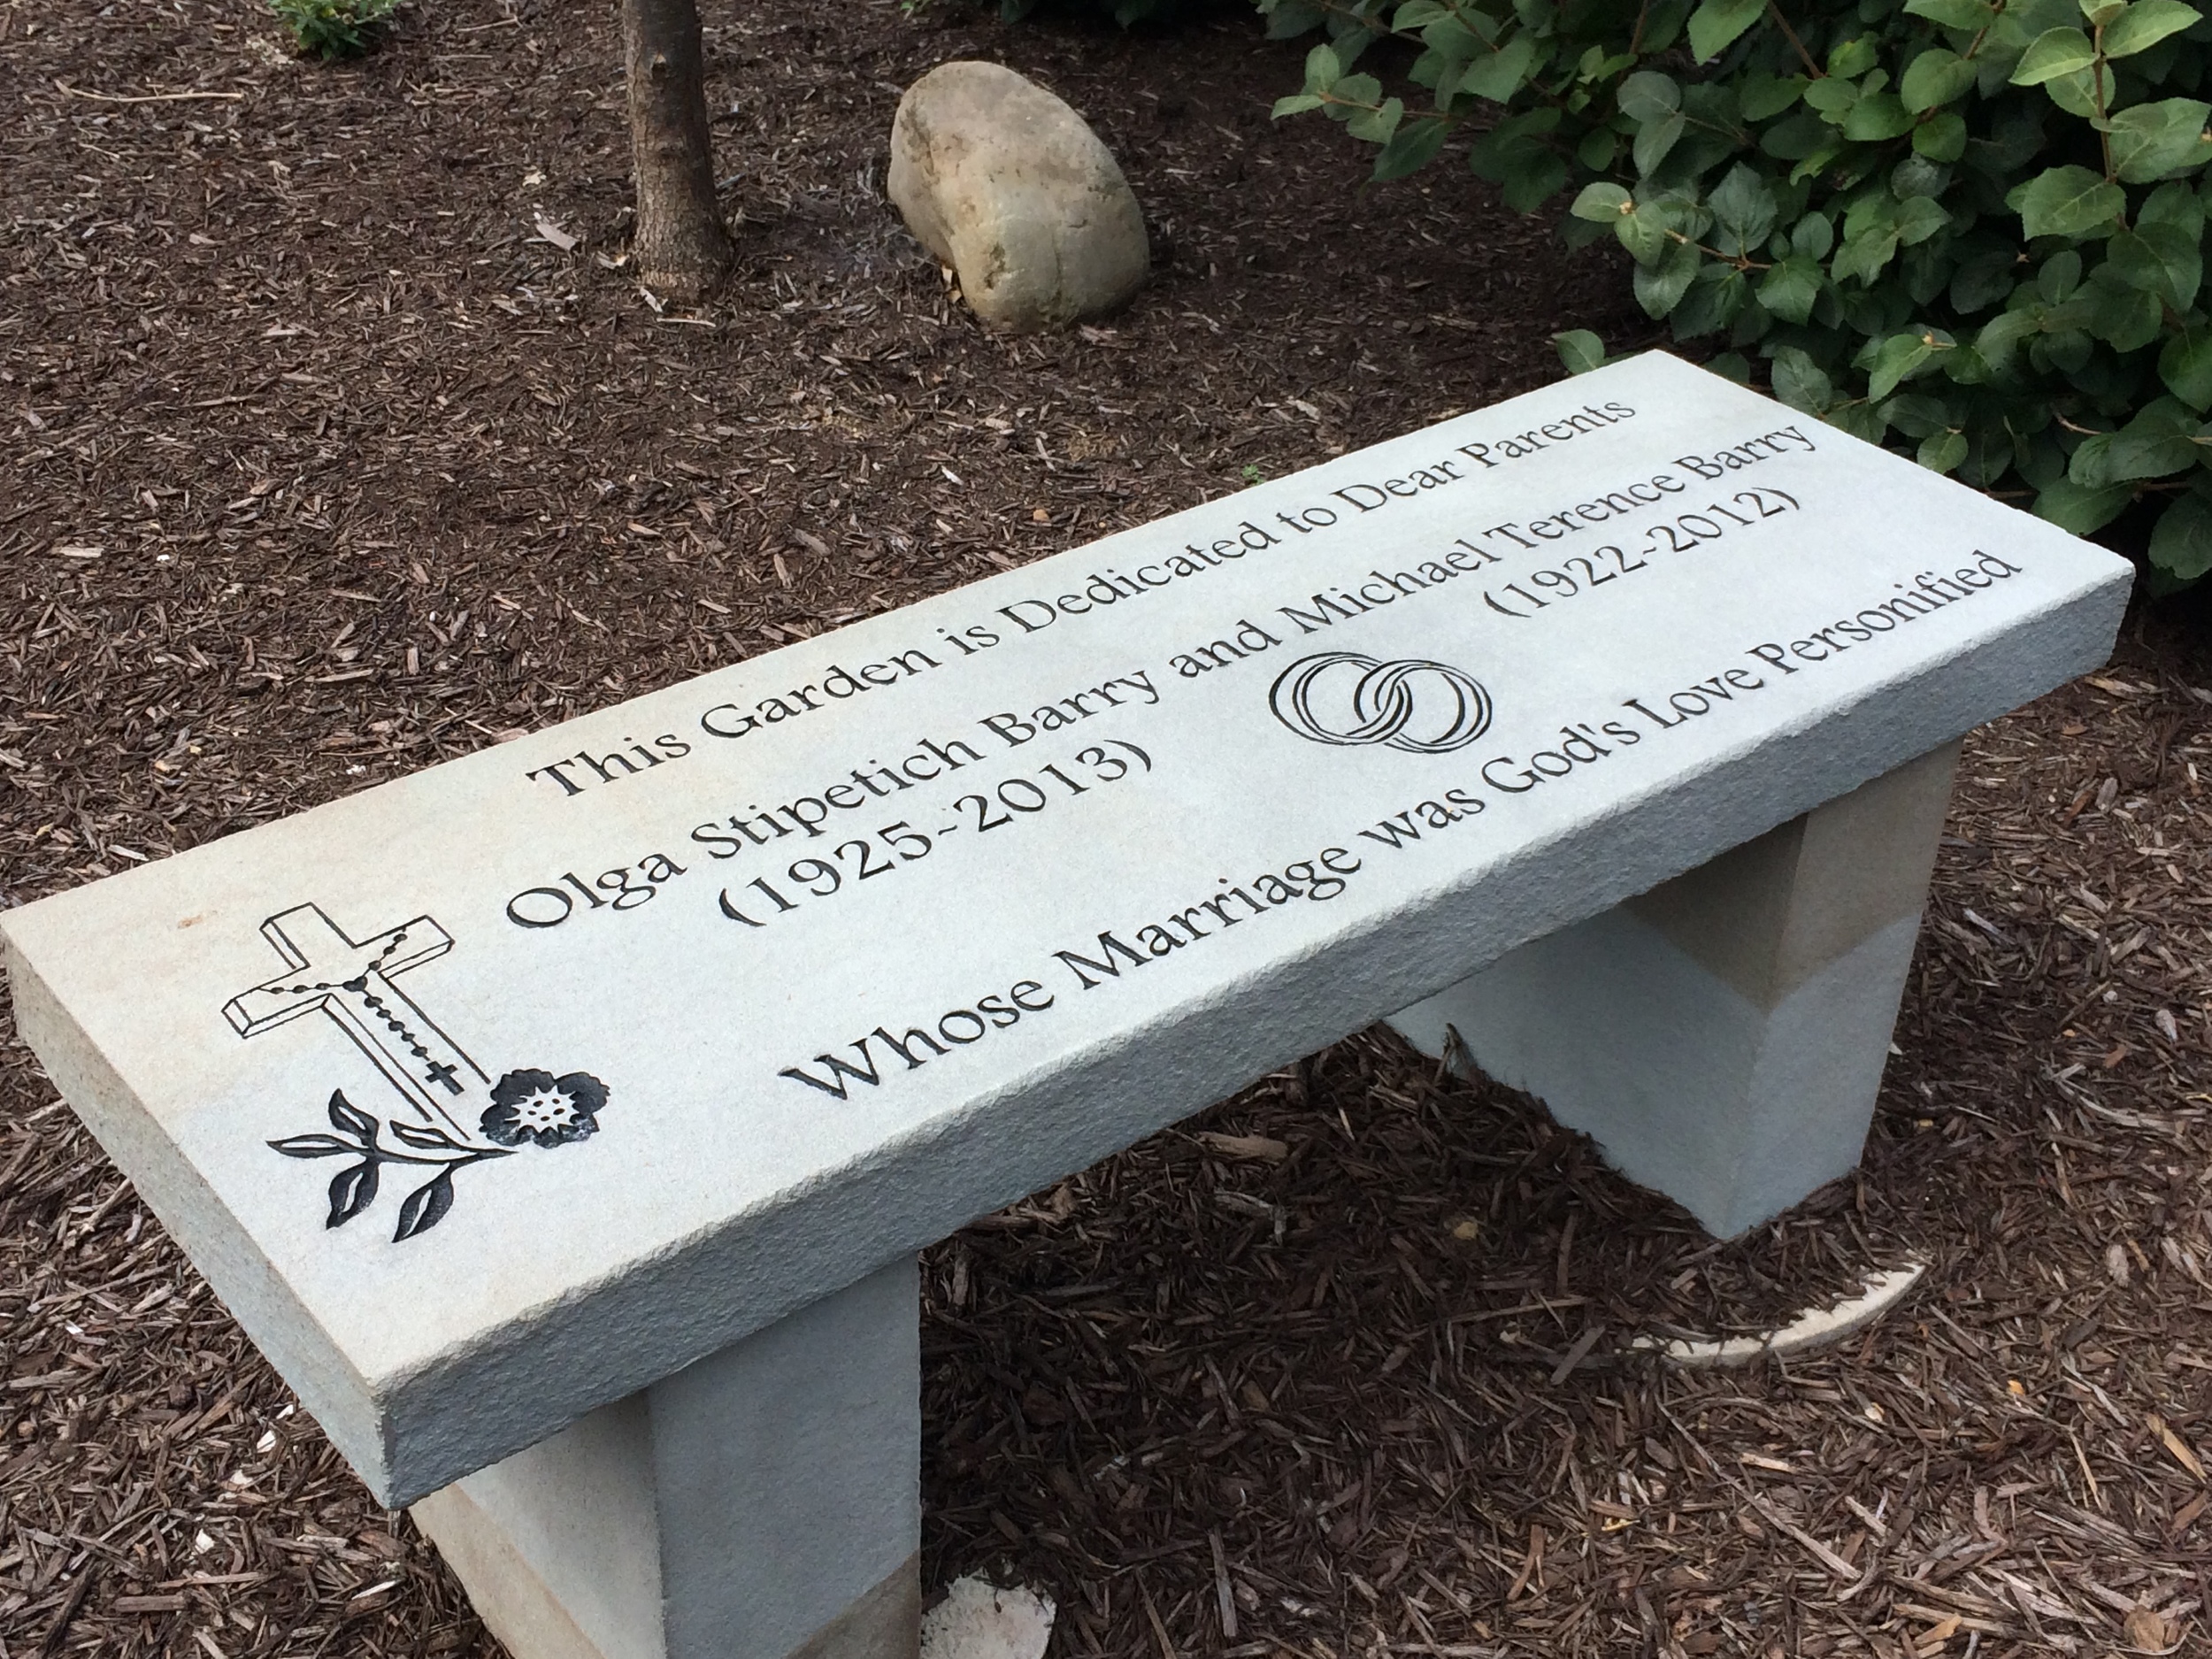 This Garden is Dedicated to Dear Parents
Olga Stipetich Barry and Michael Terence Barry
(1925~2013) (1922~2012)
Whose Marriage was God's Love Personified